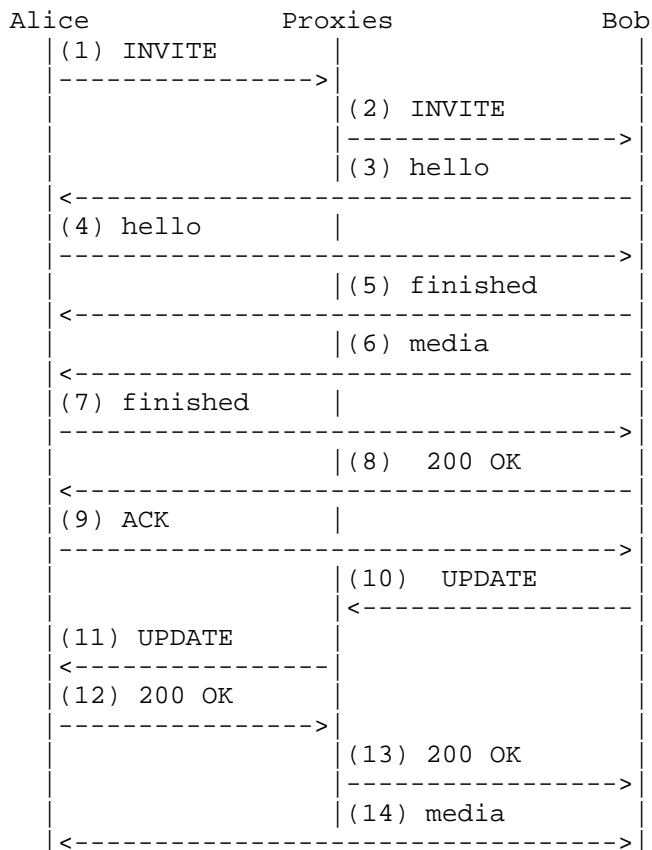 Alice Proxies Bob
(1) INVITE
(2) INVITE
(3) hello
(4) hello
(5) finished
(6) media
(7) finished
(8) 200 OK
(9) ACK
(10) UPDATE
(11) UPDATE
(12) 200 OK
(13) 200 OK
(14) media